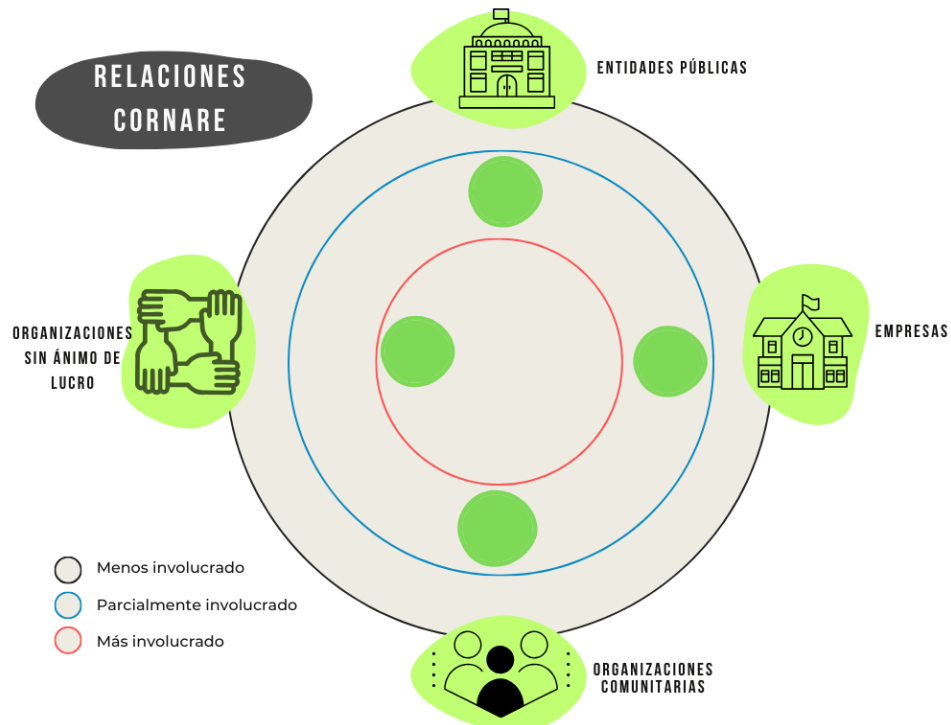 RELACIONES
CORNARE
ENTIDADES PÚBLICAS
ORGANIZACIONES
SIN ÁNIMO DE
LUCRO
EMPRESAS
Menos involucrado
Parcialmente involucrado
Más involucrado
ORGANIZACIONES
COMUNITARIAS